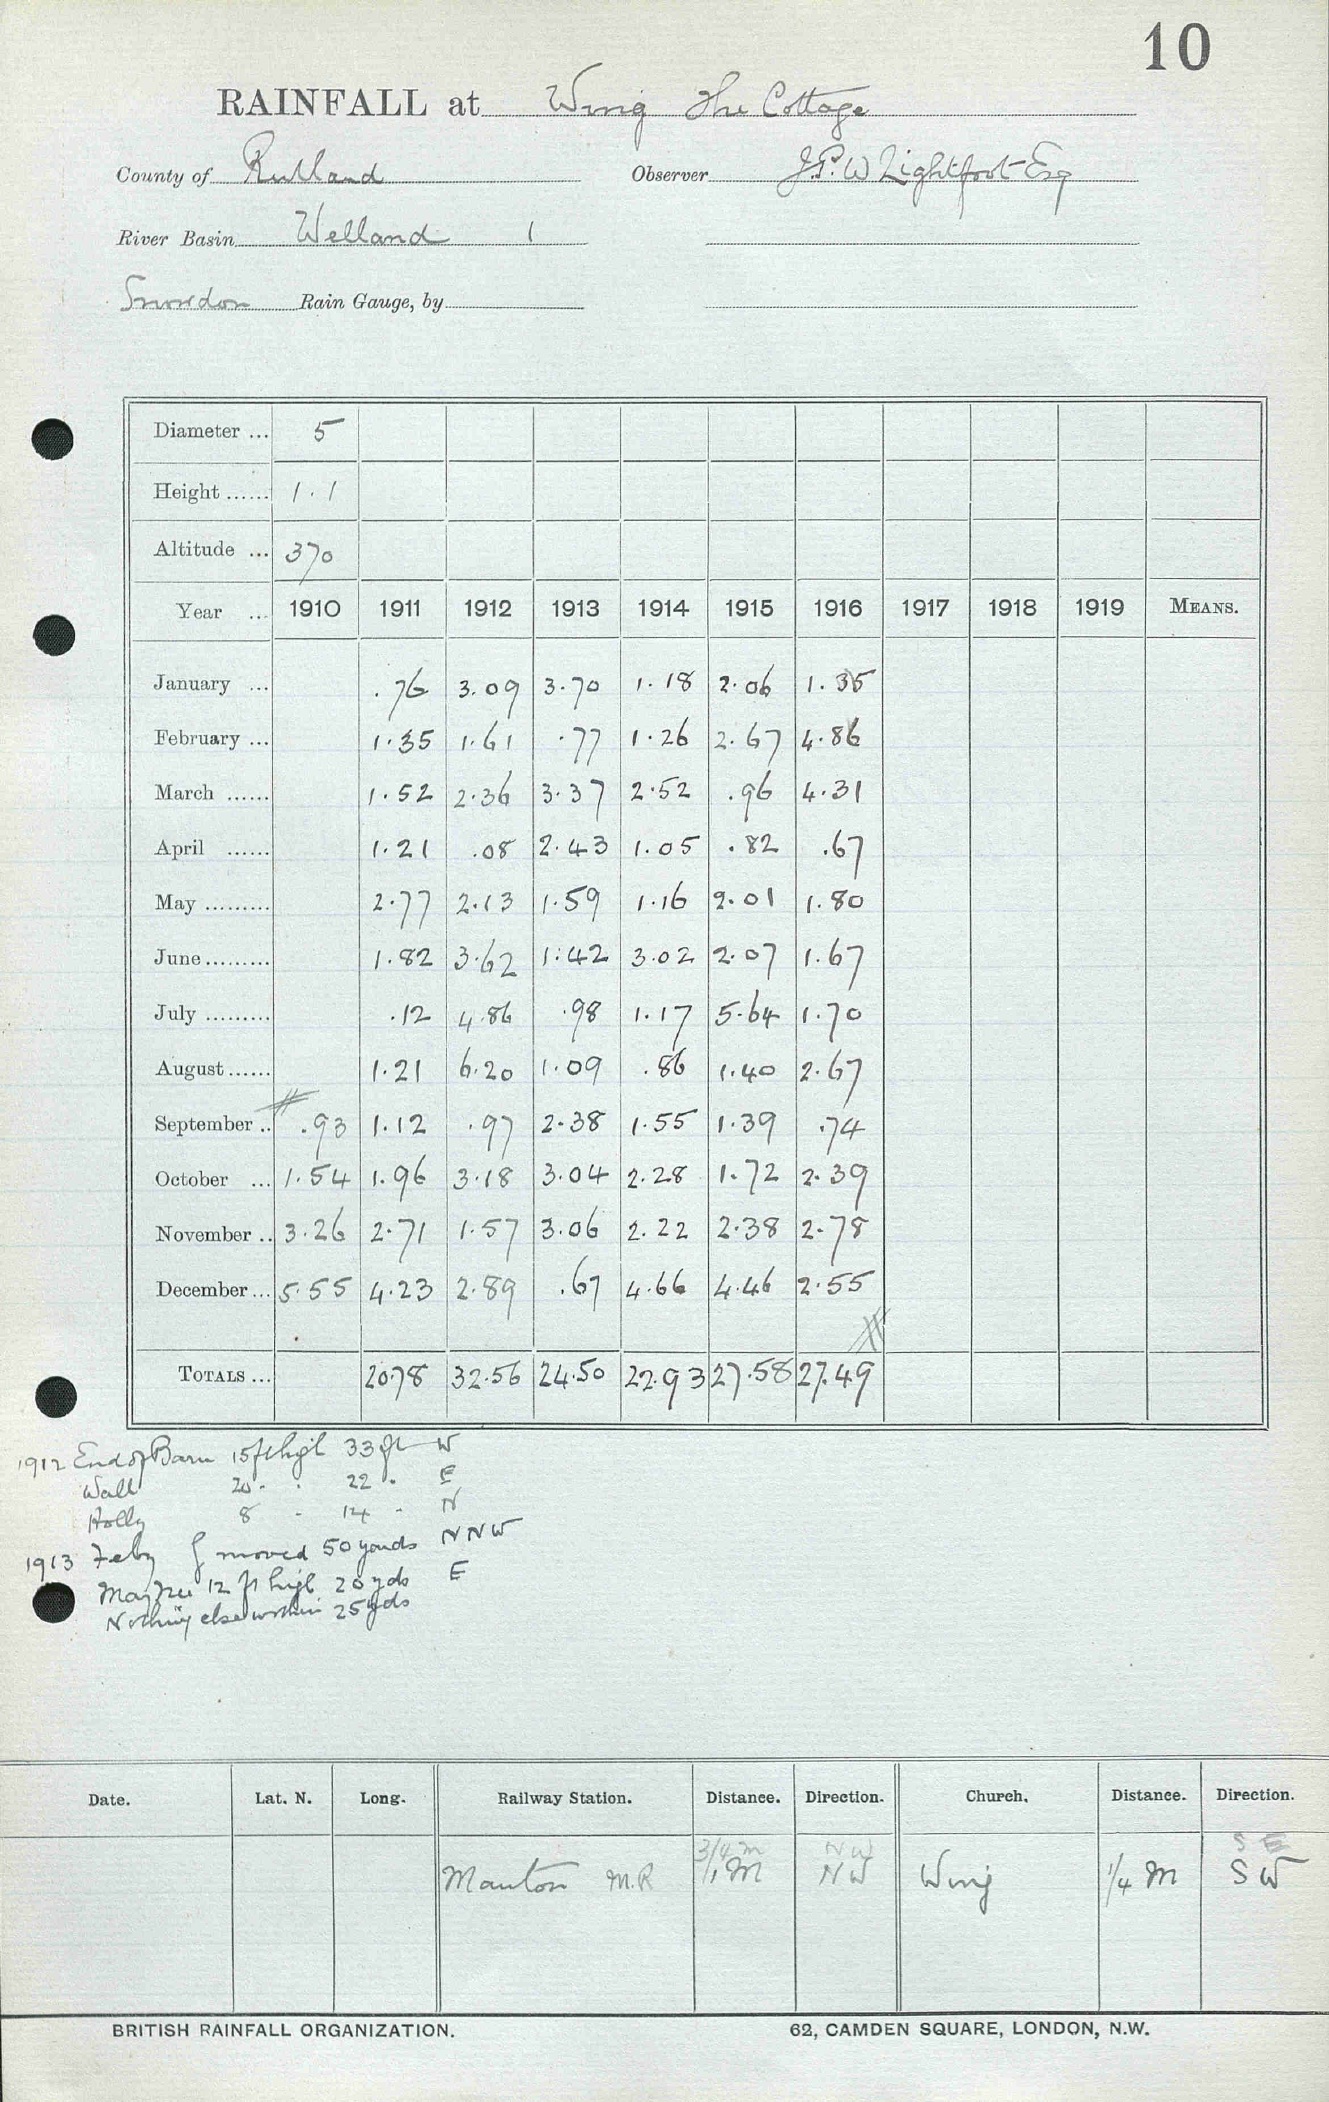 10
RAINFALL at Wing The Cottage
County of Rutland Observer J.P.W Lightfoot Esq
River Basin Welland 1
Snowdon Rain Gauge, by
Diameter ... 5
Height ...... 1.1
Altitude ... 370
Year ... 1910 1911 1912 1913 1914 1915 1916 1917 1918 1919 MEANS.
January ... .76 3.09 3.70 1.18 2.06 1.35
February ... 1.35 1.61 .77 1.26 2.67 4.86
March ...... 1.52 2.36 3.37 2.52 .96 4.31
April ...... 1.21 .08 2.43 1.05 .82 .67
May ......... 2.77 2.13 1.59 1.16 2.01 1.80
June ......... 1.82 3.62 1.42 3.02 2.07 1.67
July ......... .12 4.86 .98 1.17 5.64 1.70
August ...... 1.21 6.20 1.09 .86 1.40 2.67
September .. .93 1.12 .97 2.38 1.55 1.39 .74
October ... 1.54 1.96 3.18 3.04 2.28 1.72 2.39
November .. 3.26 2.71 1.57 3.06 2.22 2.38 2.78
December ... 5.55 4.23 2.89 .67 4.66 4.46 2.55
TOTALS ... 20.78 32.56 24.50 22.93 27.58 27.49
1912 End of Barn 15 ft high 33 ft W
Wall 20 " " 22 " E
Holly 8 - 14 - N
1913 Feby moved 50 yards NNW
May Tree 12 ft high 20 yds E
Nothing else within 25 yds
Date. Lat. N. Long. Railway Station. Distance. Direction. Church. Distance. Direction.
3/4 m NW SE
Manton M.R 1 M NW Wing 1/4 M SW
BRITISH RAINFALL ORGANIZATION. 62, CAMDEN SQUARE, LONDON, N.W.